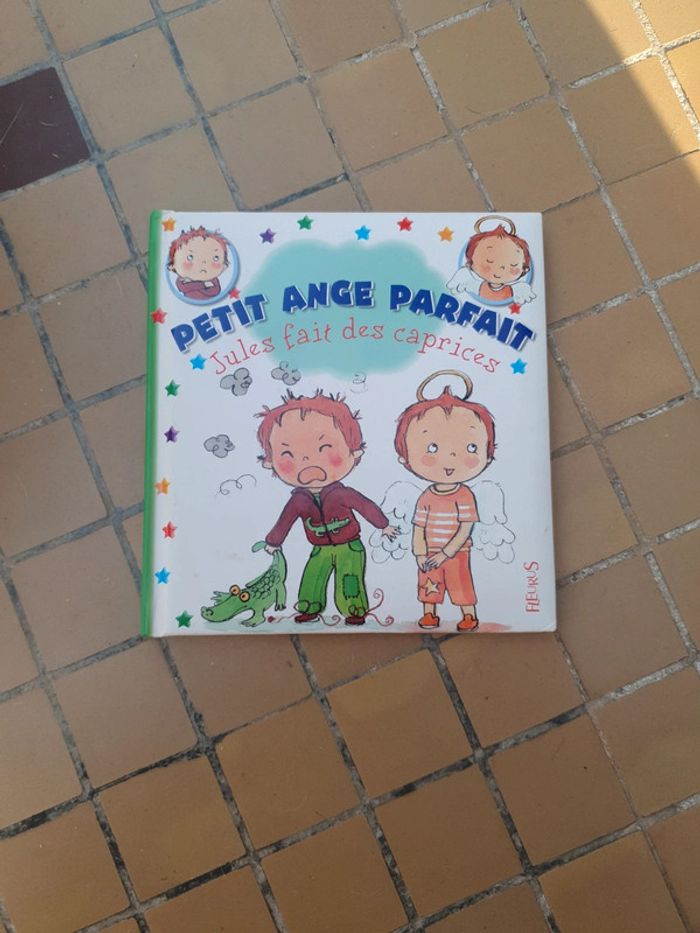 PETIT ANGE PARFAIT
Jules fait des caprices
FLEURUS